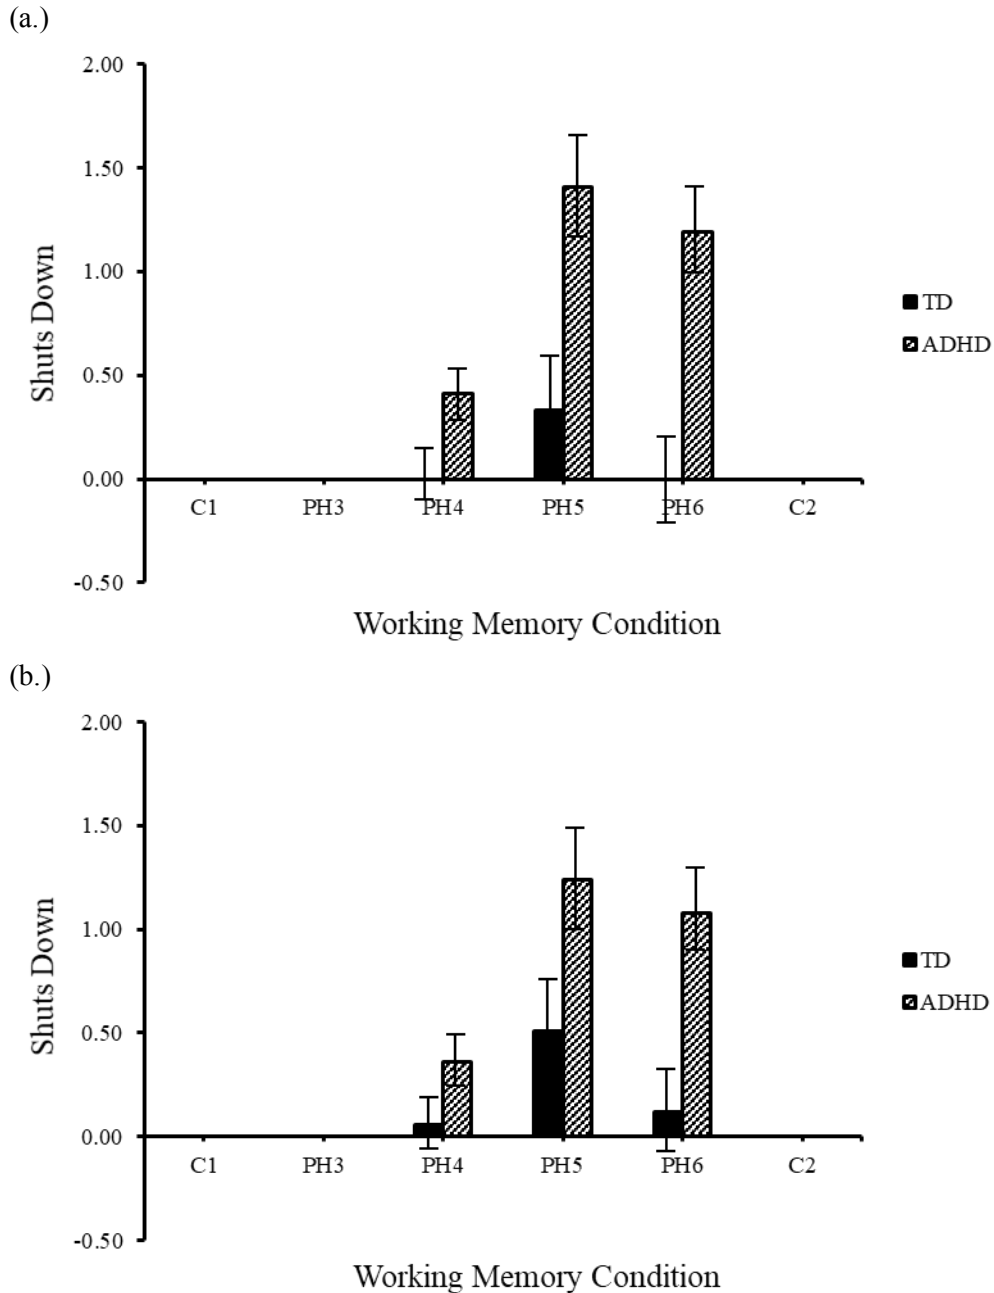 (a.)
2.00
1.50
1.00
0.50
0.00
-0.50
Shuts Down
C1 PH3 PH4 PH5 PH6 C2
Working Memory Condition
TD
ADHD
(b.)
2.00
1.50
1.00
0.50
0.00
-0.50
Shuts Down
C1 PH3 PH4 PH5 PH6 C2
Working Memory Condition
TD
ADHD